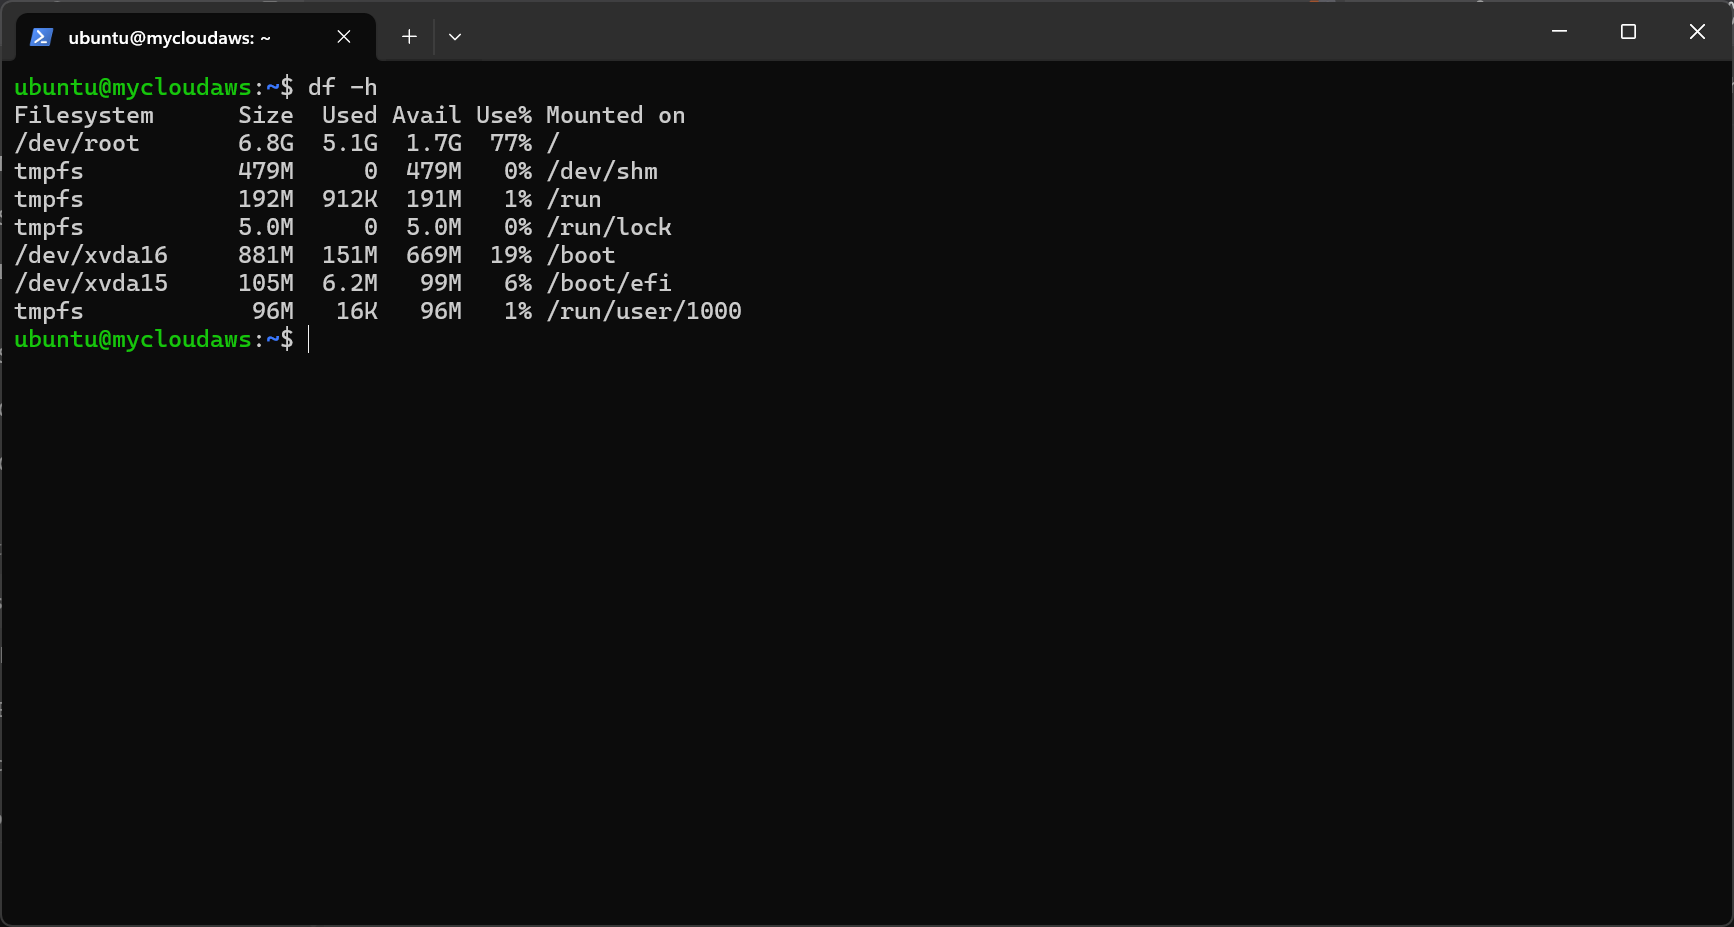 ubuntu@mycloudaws: ~
ubuntu@mycloudaws:~$ df -h
Filesystem      Size  Used Avail Use% Mounted on
/dev/root       6.8G  5.1G  1.7G  77% /
tmpfs           479M     0  479M   0% /dev/shm
tmpfs           192M  912K  191M   1% /run
tmpfs           5.0M     0  5.0M   0% /run/lock
/dev/xvda16     881M  151M  669M  19% /boot
/dev/xvda15     105M  6.2M   99M   6% /boot/efi
tmpfs            96M   16K   96M   1% /run/user/1000
ubuntu@mycloudaws:~$